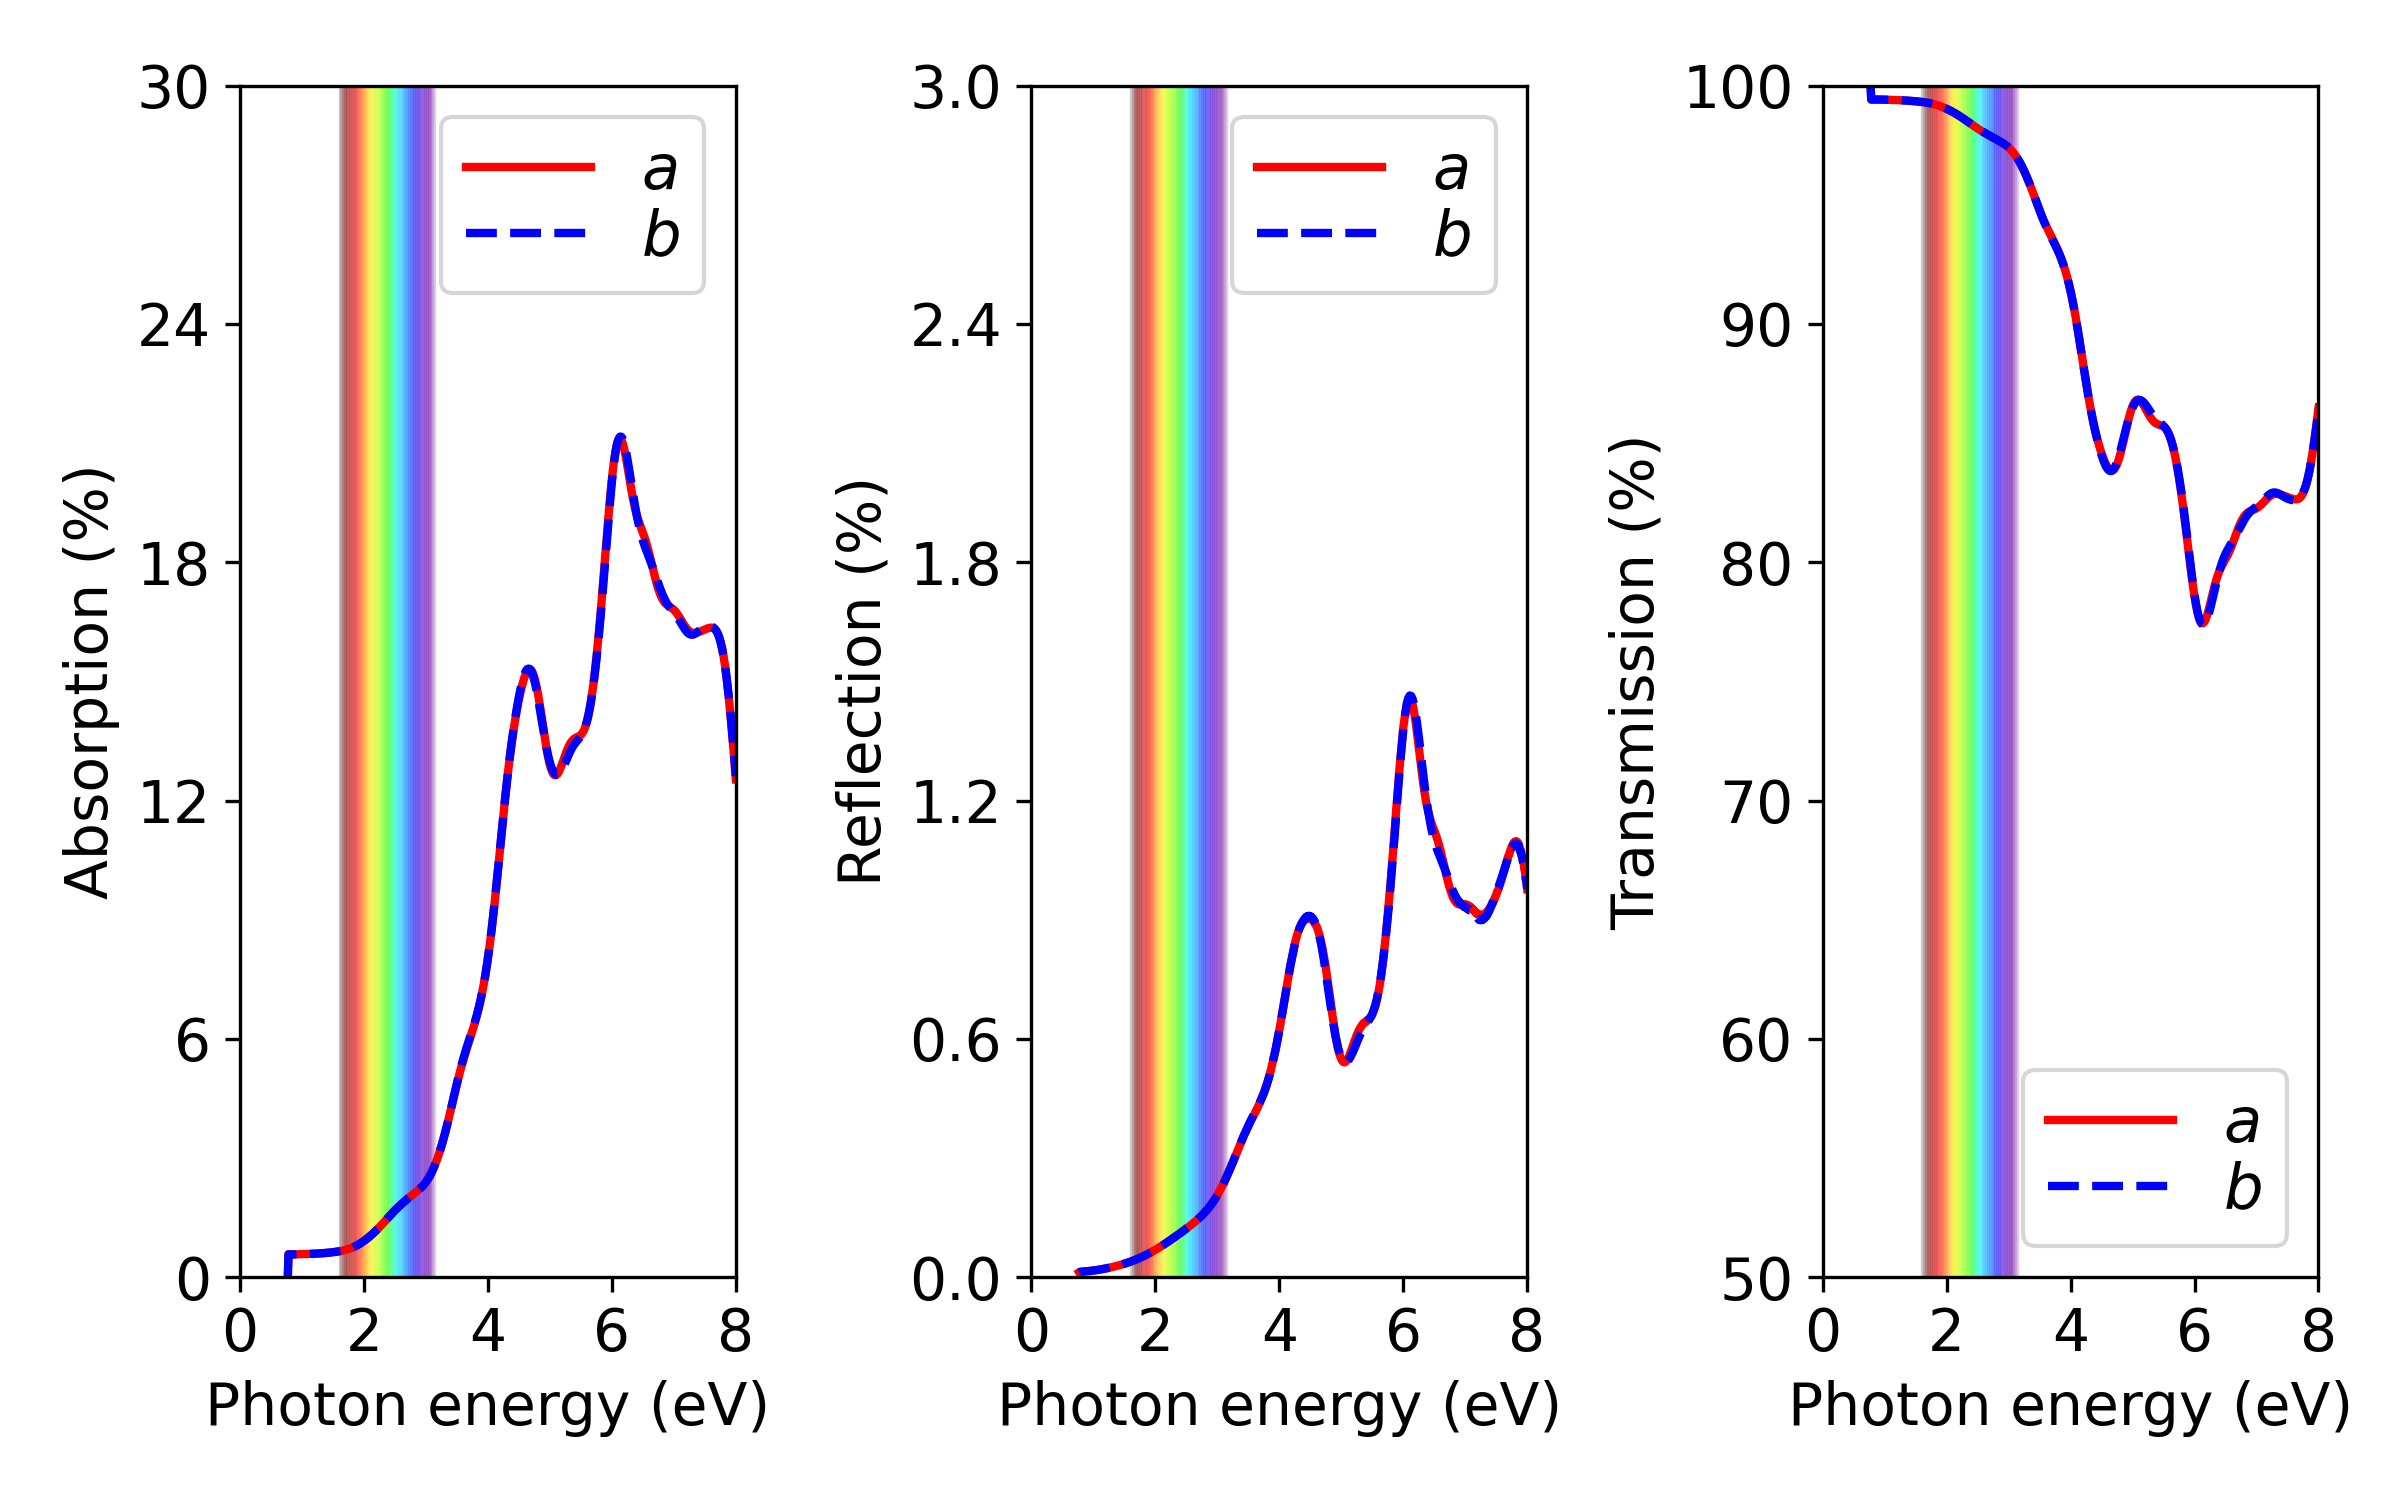 Absorption (%)
30
24
18
12
6
0
0 2 4 6 8
Photon energy (eV)
a
b
Reflection (%)
3.0
2.4
1.8
1.2
0.6
0.0
0 2 4 6 8
Photon energy (eV)
a
b
Transmission (%)
100
90
80
70
60
50
0 2 4 6 8
Photon energy (eV)
a
b